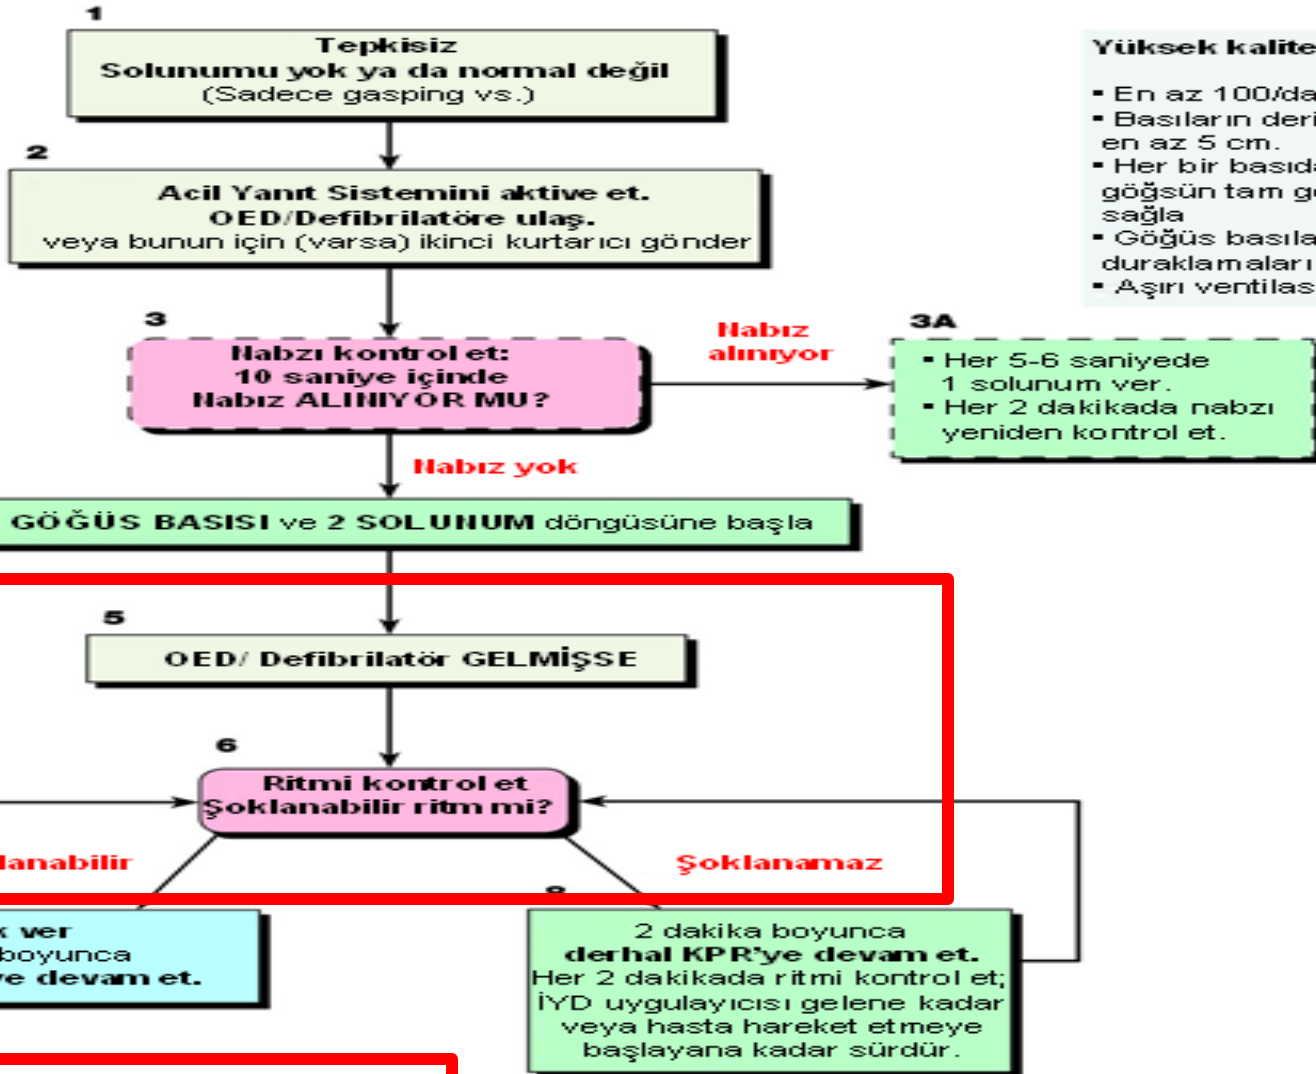 1
Tepkisiz
Solunumu yok ya da normal değil
(Sadece gasping vs.)
Yüksek kalite
▪ En az 100/da
▪ Basıların deri
en az 5 cm.
▪ Her bir basıda
göğsün tam ge
sağla
▪ Göğüs basıla
duraklamaları
▪ Aşırı ventilas
2
Acil Yanıt Sistemini aktive et.
OED/Defibrilatöre ulaş.
veya bunun için (varsa) ikinci kurtarıcı gönder
3
Nabzı kontrol et:
10 saniye içinde
Nabız ALINIYOR MU?
Nabız
alınıyor
3A
▪ Her 5-6 saniyede
1 solunum ver.
▪ Her 2 dakikada nabzı
yeniden kontrol et.
Nabız yok
GÖĞÜS BASISI ve 2 SOLUNUM döngüsüne başla
5
OED/ Defibrilatör GELMİŞSE
6
Ritmi kontrol et
Şoklanabilir ritm mi?
lanabilir
Şoklanamaz
k ver
boyunca
ye devam et.
2 dakika boyunca
derhal KPR'ye devam et.
Her 2 dakikada ritmi kontrol et;
İYD uygulayıcısı gelene kadar
veya hasta hareket etmeye
başlayana kadar sürdür.